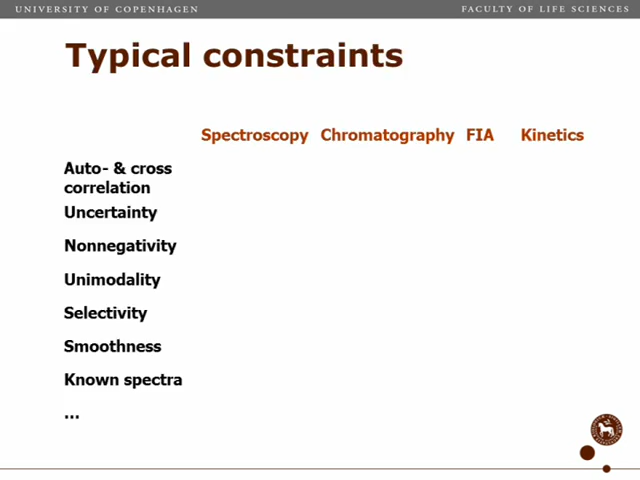 UNIVERSITY OF COPENHAGEN FACULTY OF LIFE SCIENCES
Typical constraints
Spectroscopy Chromatography FIA Kinetics
Auto- & cross
correlation
Uncertainty
Nonnegativity
Unimodality
Selectivity
Smoothness
Known spectra
...